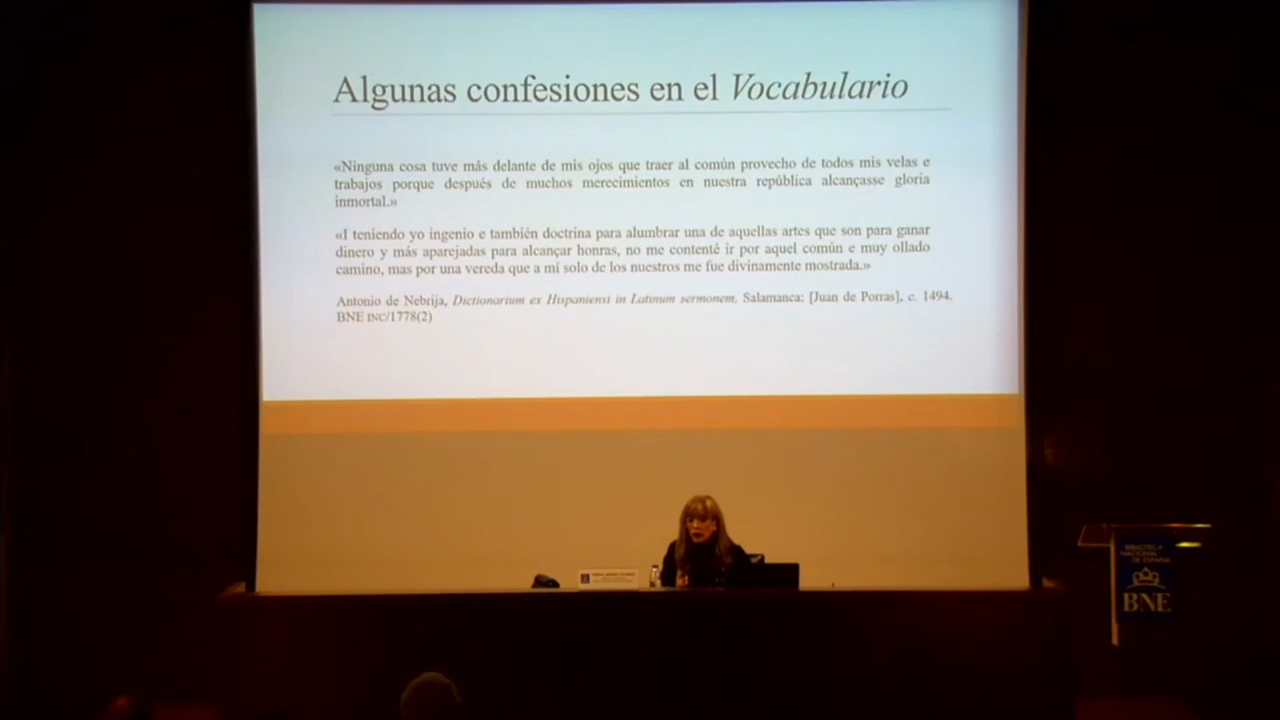 Algunas confesiones en el Vocabulario
«Ninguna cosa tuve más delante de mis ojos que traer al común provecho de todos mis velas e
trabajos porque después de muchos merecimientos en nuestra república alcançasse gloria
inmortal.»
«I teniendo yo ingenio e también doctrina para alumbrar una de aquellas artes que son para ganar
dinero y más aparejadas para alcançar honras, no me contenté ir por aquel común e muy ollado
camino, mas por una vereda que a mí solo de los nuestros me fue divinamente mostrada.»
Antonio de Nebrija, Dictionarium ex Hispaniensi in Latinum sermonem. Salamanca: [Juan de Porras], c. 1494.
BNE INC/1778(2)
BIBLIOTECA
NACIONAL
DE ESPAÑA
BNE